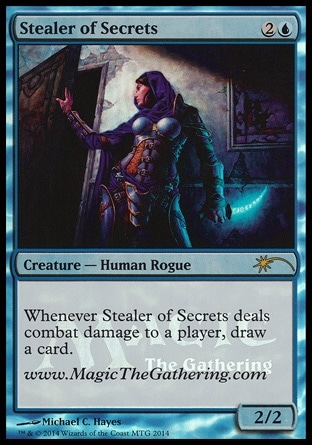 Stealer of Secrets 2
Creature — Human Rogue
Whenever Stealer of Secrets deals
combat damage to a player, draw
a card.
Magic
The Gathering
www.MagicTheGathering.com
2/2
Michael C. Hayes
™ & © 2014 Wizards of the Coast MTG 2014